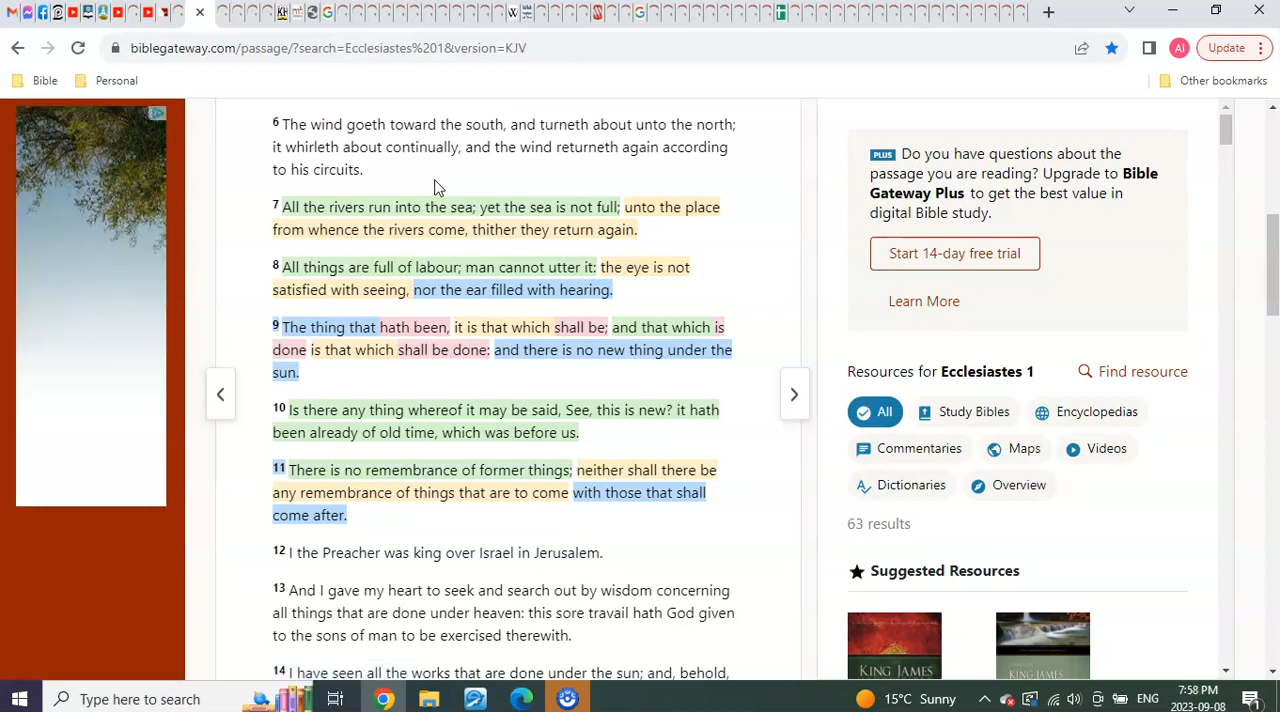 biblegateway.com/passage/?search=Ecclesiastes%201&version=KJV
AI
Update
Bible
Personal
Other bookmarks
6 The wind goeth toward the south, and turneth about unto the north;
it whirleth about continually, and the wind returneth again according
to his circuits.
7 All the rivers run into the sea; yet the sea is not full; unto the place
from whence the rivers come, thither they return again.
8 All things are full of labour; man cannot utter it: the eye is not
satisfied with seeing, nor the ear filled with hearing.
9 The thing that hath been, it is that which shall be; and that which is
done is that which shall be done: and there is no new thing under the
sun.
10 Is there any thing whereof it may be said, See, this is new? it hath
been already of old time, which was before us.
11 There is no remembrance of former things; neither shall there be
any remembrance of things that are to come with those that shall
come after.
12 I the Preacher was king over Israel in Jerusalem.
13 And I gave my heart to seek and search out by wisdom concerning
all things that are done under heaven: this sore travail hath God given
to the sons of man to be exercised therewith.
14 I have seen all the works that are done under the sun; and, behold,
PLUS Do you have questions about the
passage you are reading? Upgrade to Bible
Gateway Plus to get the best value in
digital Bible study.
Start 14-day free trial
Learn More
Resources for Ecclesiastes 1
Find resource
All
Study Bibles
Encyclopedias
Commentaries
Maps
Videos
Dictionaries
Overview
63 results
Suggested Resources
KING JAMES
KING JAMES
Type here to search
15°C Sunny
ENG
7:58 PM
2023-09-08